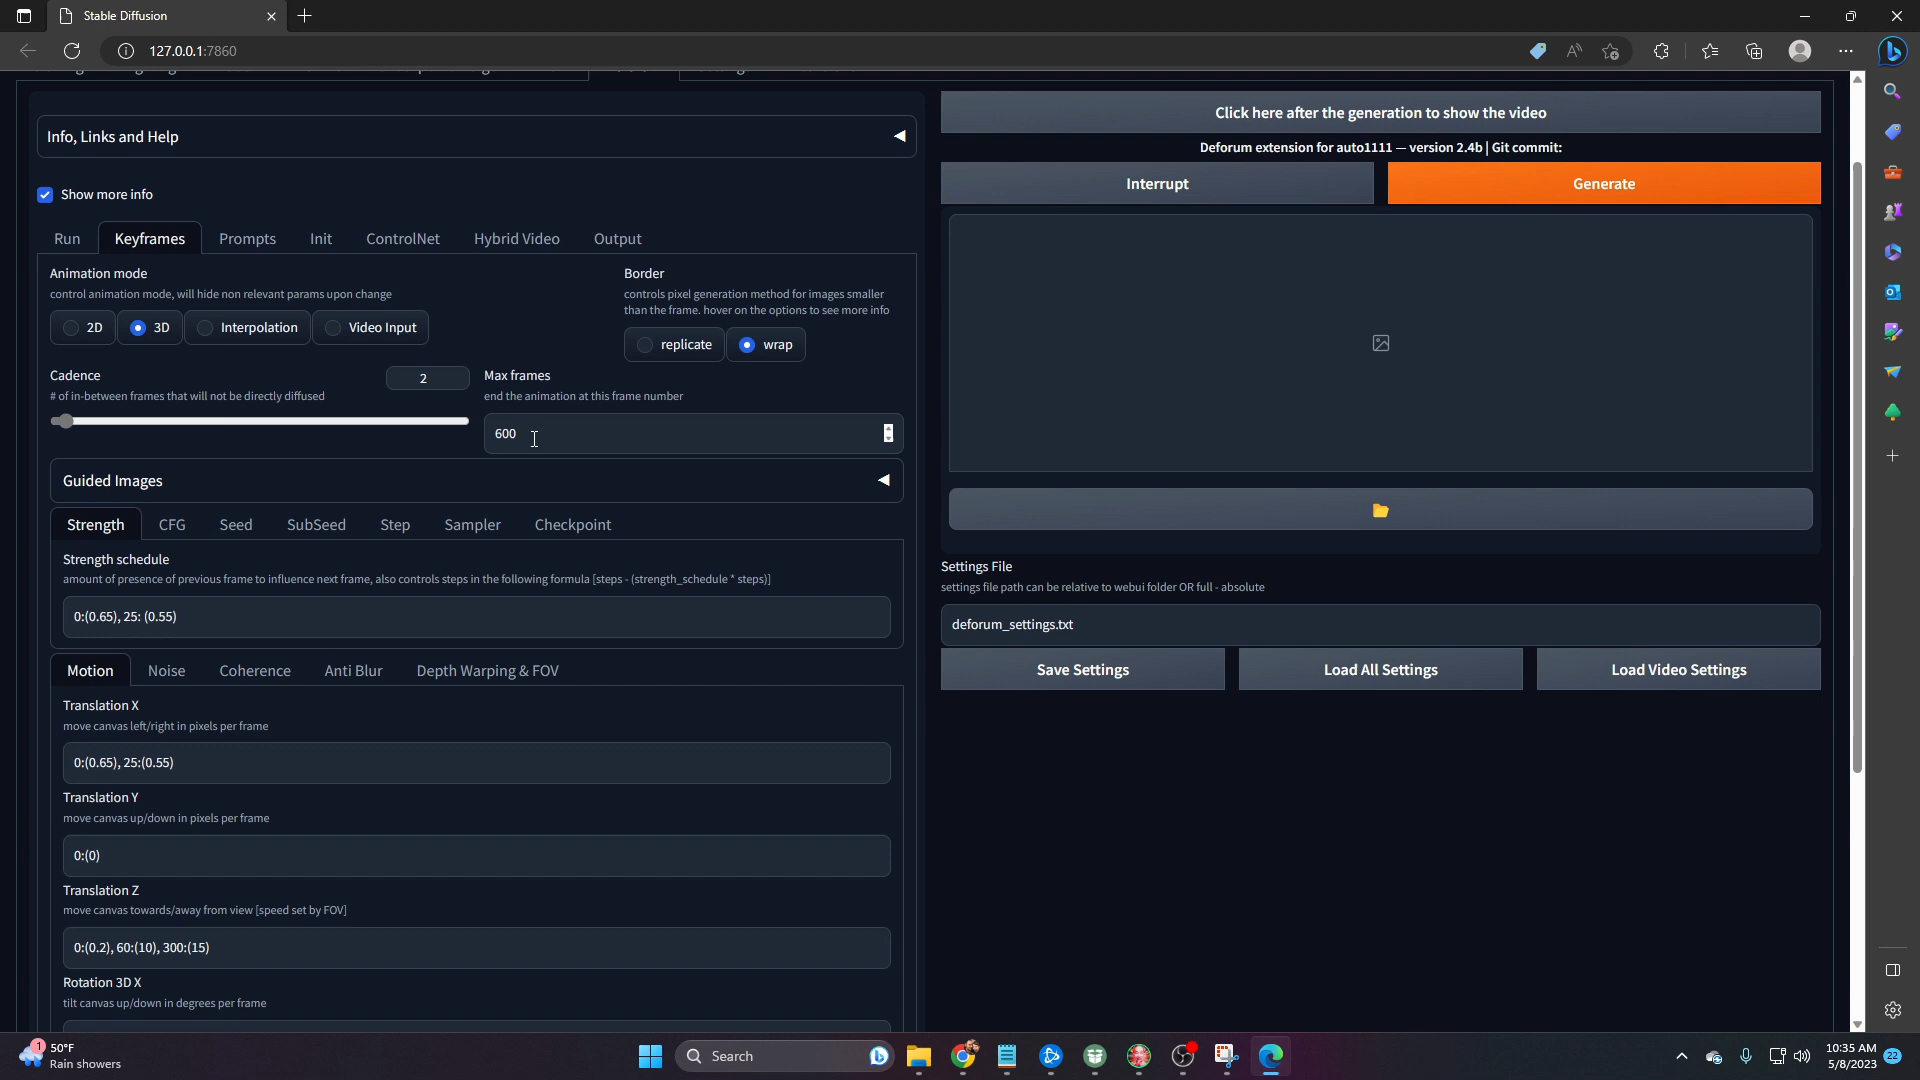 Stable Diffusion
127.0.0.1:7860
Info, Links and Help
Show more info
Run
Keyframes
Prompts
Init
ControlNet
Hybrid Video
Output
Animation mode
control animation mode, will hide non relevant params upon change
2D
3D
Interpolation
Video Input
Border
controls pixel generation method for images smaller
than the frame. hover on the options to see more info
replicate
wrap
Cadence
# of in-between frames that will not be directly diffused
2
Max frames
end the animation at this frame number
600
Guided Images
Strength
CFG
Seed
SubSeed
Step
Sampler
Checkpoint
Strength schedule
amount of presence of previous frame to influence next frame, also controls steps in the following formula [steps - (strength_schedule * steps)]
0:(0.65), 25: (0.55)
Motion
Noise
Coherence
Anti Blur
Depth Warping & FOV
Translation X
move canvas left/right in pixels per frame
0:(0.65), 25:(0.55)
Translation Y
move canvas up/down in pixels per frame
0:(0)
Translation Z
move canvas towards/away from view [speed set by FOV]
0:(0.2), 60:(10), 300:(15)
Rotation 3D X
tilt canvas up/down in degrees per frame
Click here after the generation to show the video
Deforum extension for auto1111 — version 2.4b | Git commit:
Interrupt
Generate
Settings File
settings file path can be relative to webui folder OR full - absolute
deforum_settings.txt
Save Settings
Load All Settings
Load Video Settings
1
50°F
Rain showers
Search
10:35 AM
5/8/2023
22